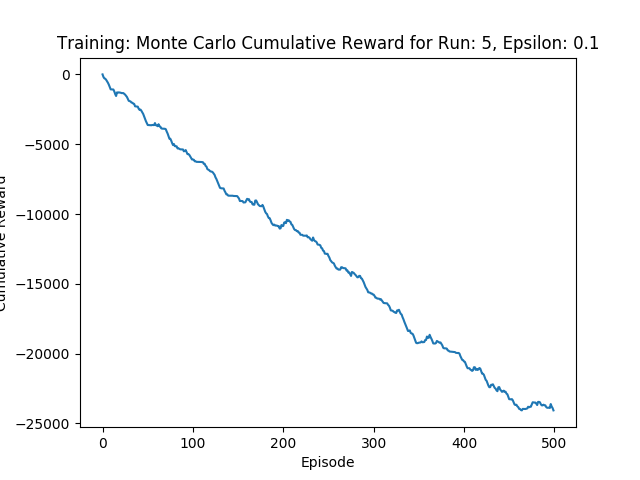 Training: Monte Carlo Cumulative Reward for Run: 5, Epsilon: 0.1
0
−5000
−10000
−15000
−20000
−25000
Cumulative Reward
0 100 200 300 400 500
Episode